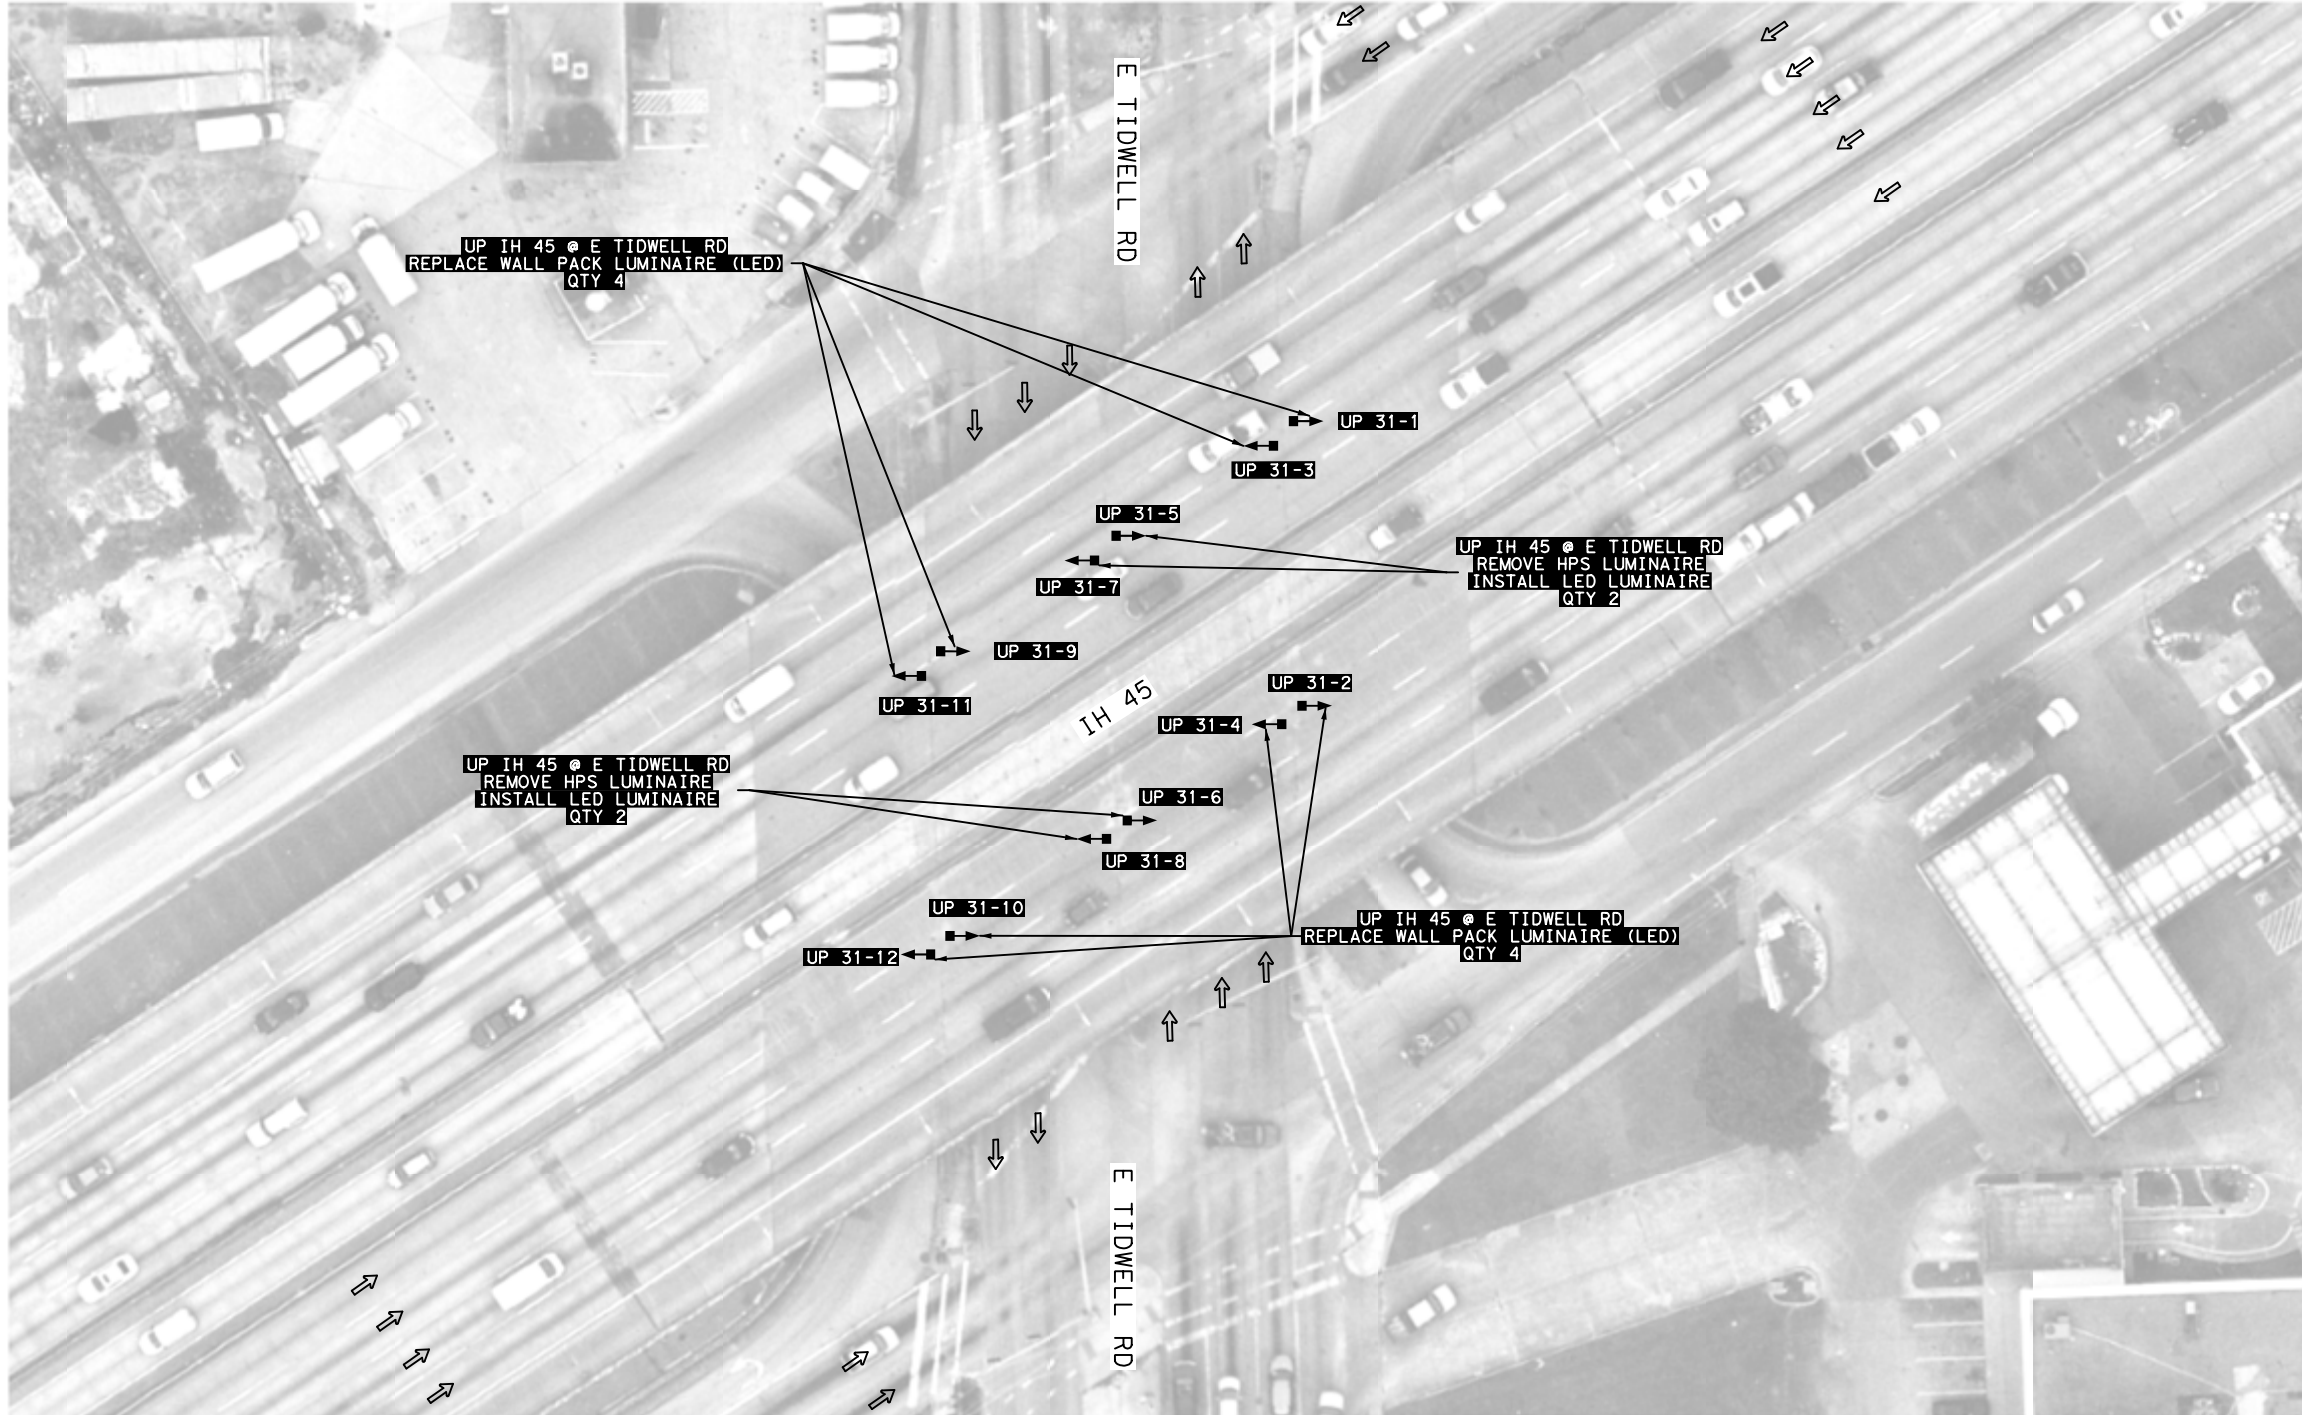 E TIDWELL RD
UP IH 45 @ E TIDWELL RD
REPLACE WALL PACK LUMINAIRE (LED)
QTY 4
UP 31-1
UP 31-3
UP 31-5
UP 31-7
UP IH 45 @ E TIDWELL RD
REMOVE HPS LUMINAIRE
INSTALL LED LUMINAIRE
QTY 2
UP 31-9
UP 31-11
IH 45
UP 31-2
UP 31-4
UP IH 45 @ E TIDWELL RD
REMOVE HPS LUMINAIRE
INSTALL LED LUMINAIRE
QTY 2
UP 31-6
UP 31-8
UP 31-10
UP 31-12
UP IH 45 @ E TIDWELL RD
REPLACE WALL PACK LUMINAIRE (LED)
QTY 4
E TIDWELL RD